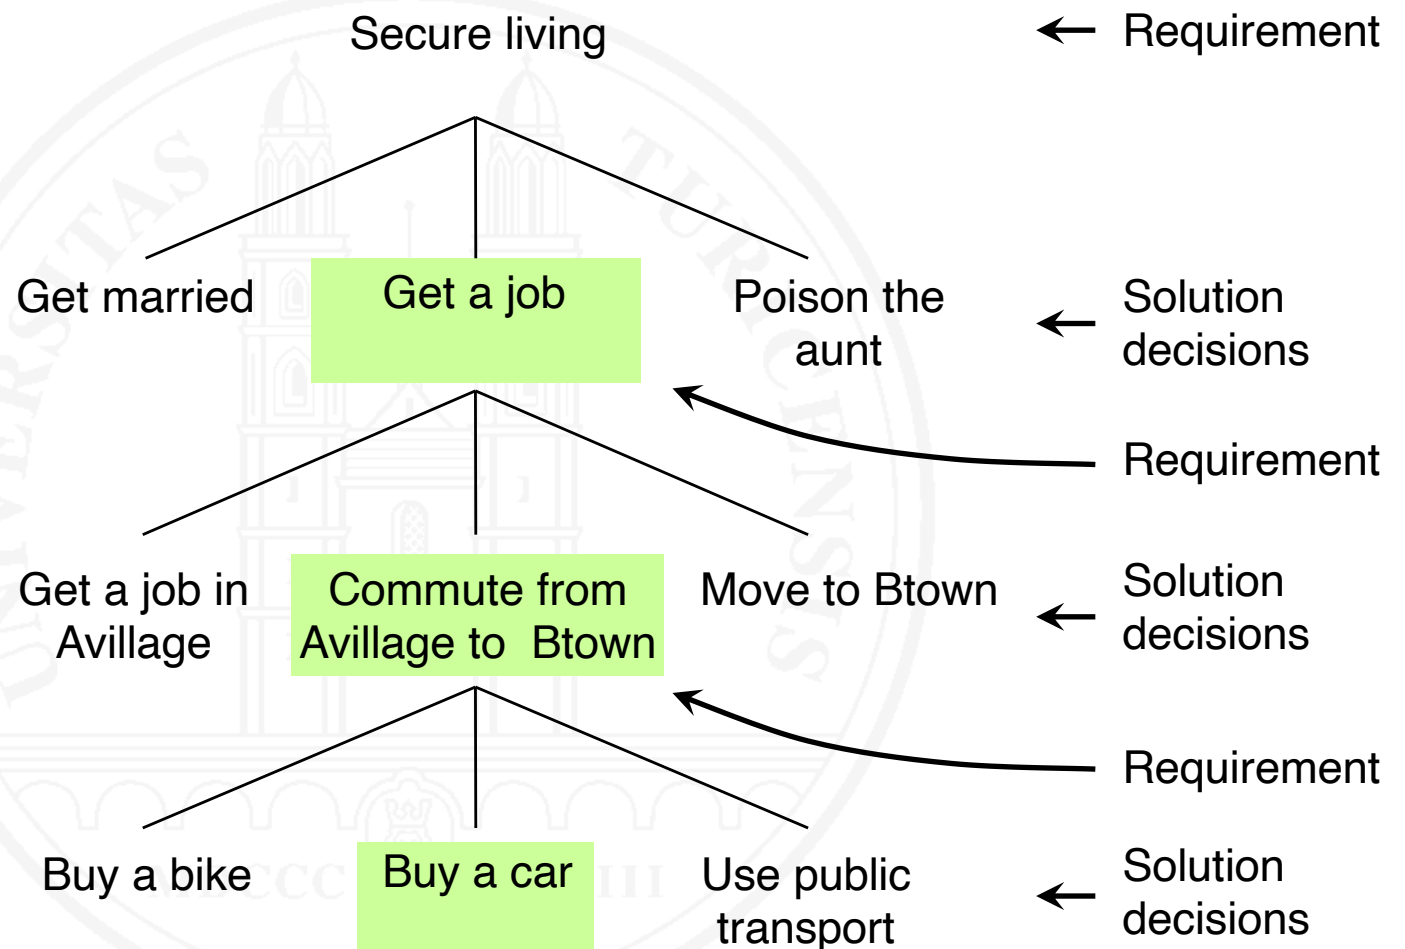 Secure living
Requirement
Get married
Get a job
Poison the
aunt
Solution
decisions
Requirement
Get a job in
Avillage
Commute from
Avillage to Btown
Move to Btown
Solution
decisions
Requirement
Buy a bike
Buy a car
Use public
transport
Solution
decisions